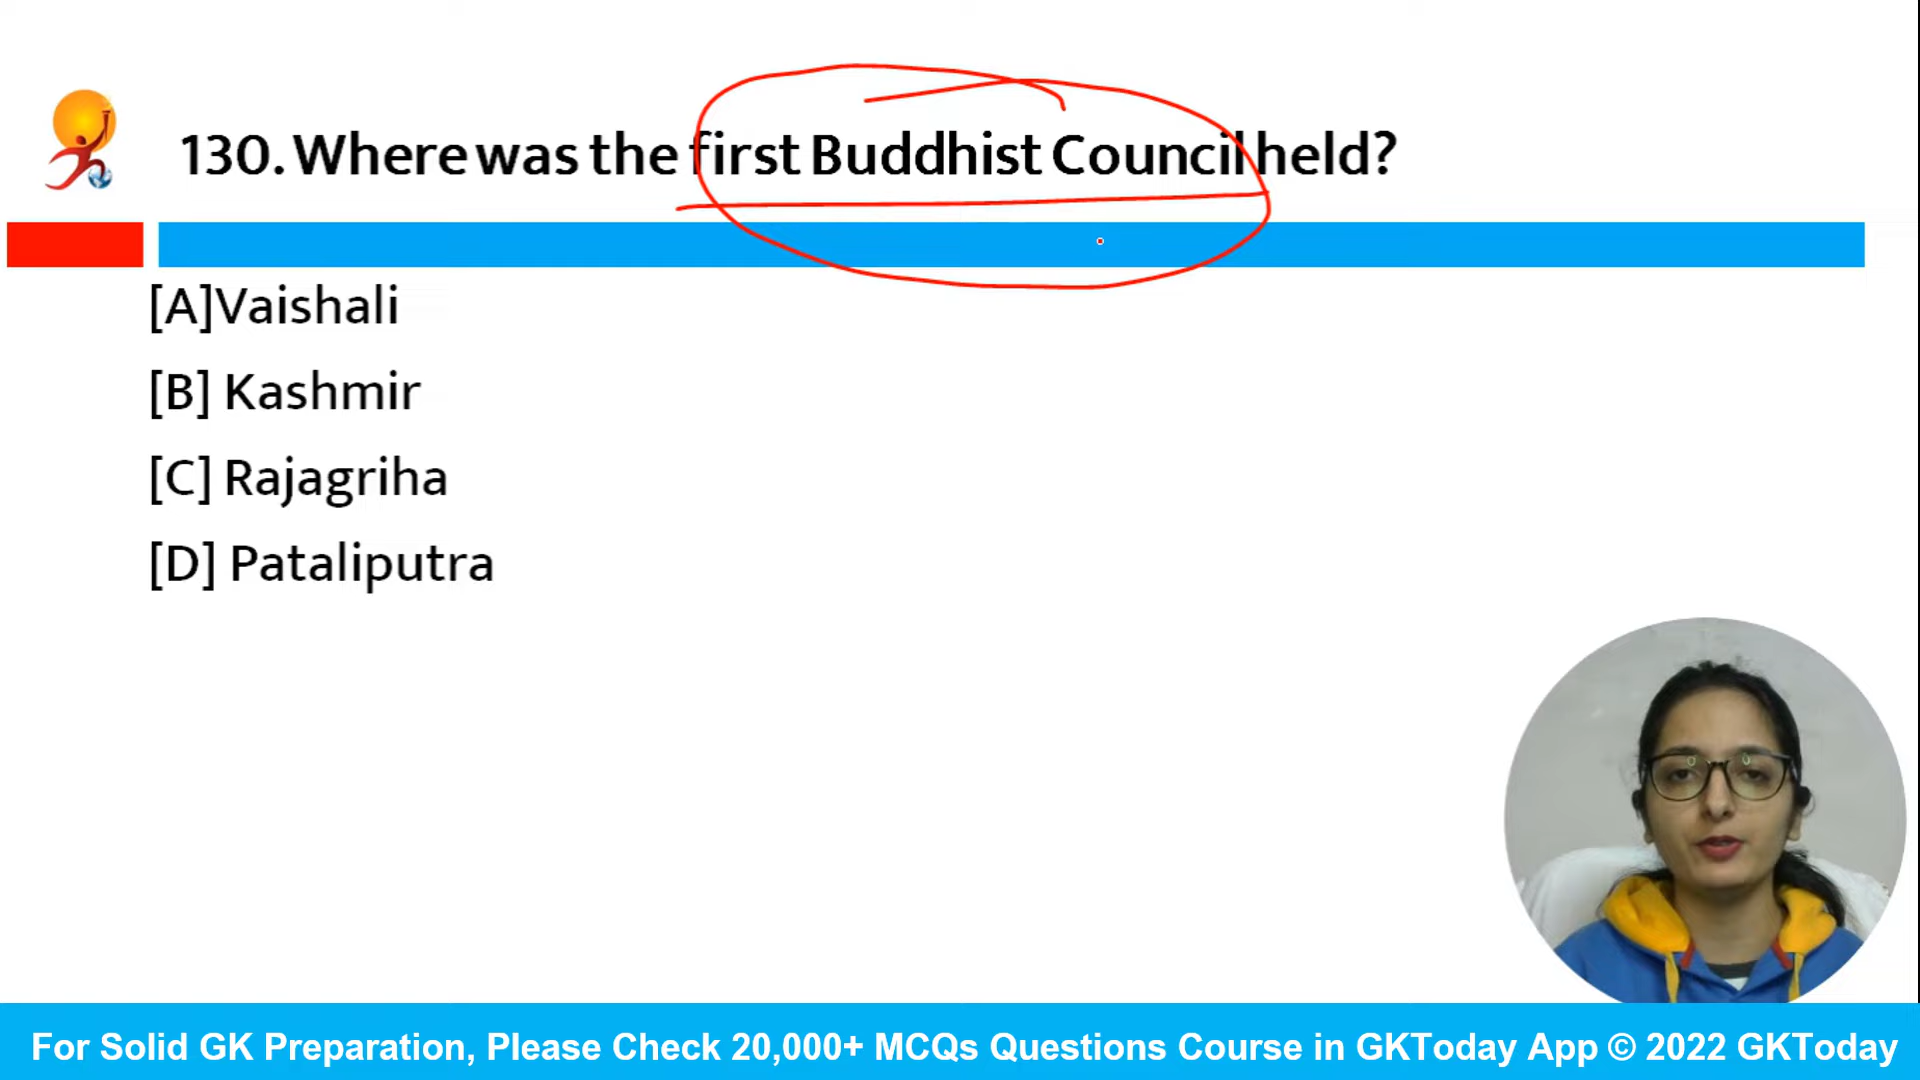 130. Where was the first Buddhist Council held?
[A]Vaishali
[B] Kashmir
[C] Rajagriha
[D] Pataliputra
For Solid GK Preparation, Please Check 20,000+ MCQs Questions Course in GKToday App © 2022 GKToday